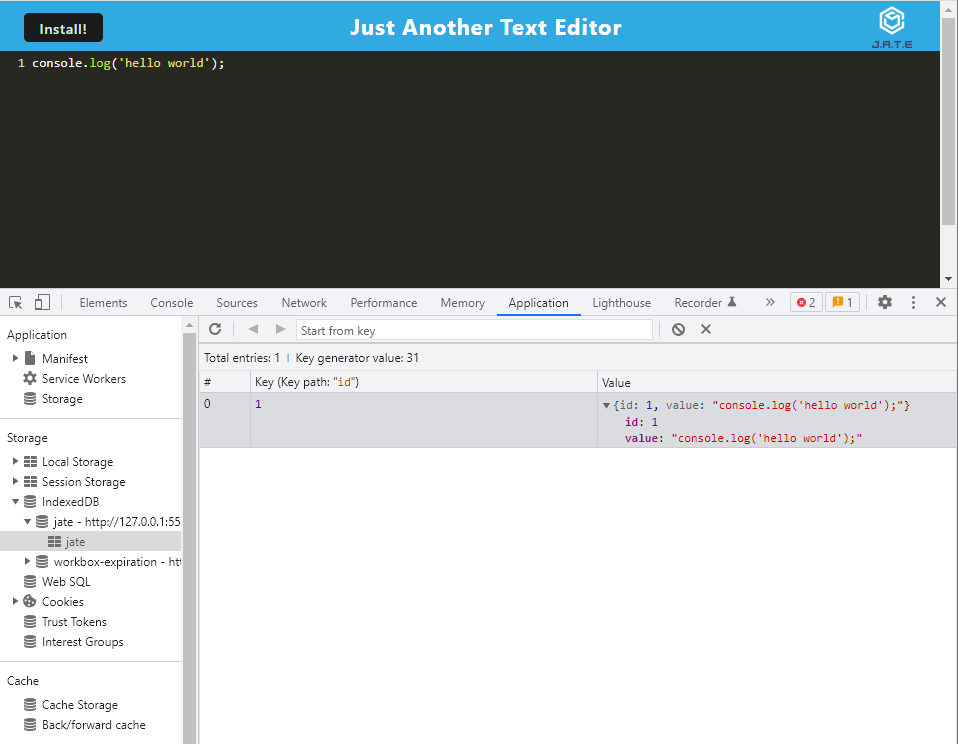 Install!
Just Another Text Editor
J.A.T.E
1 console.log('hello world');
Elements Console Sources Network Performance Memory Application Lighthouse Recorder 2 1
Application
Manifest
Service Workers
Storage
Storage
Local Storage
Session Storage
IndexedDB
jate - http://127.0.0.1:55
jate
workbox-expiration - htt
Web SQL
Cookies
Trust Tokens
Interest Groups
Cache
Cache Storage
Back/forward cache
Start from key
Total entries: 1 Key generator value: 31
# Key (Key path: "id") Value
0 1 {id: 1, value: "console.log('hello world');"}
id: 1
value: "console.log('hello world');"